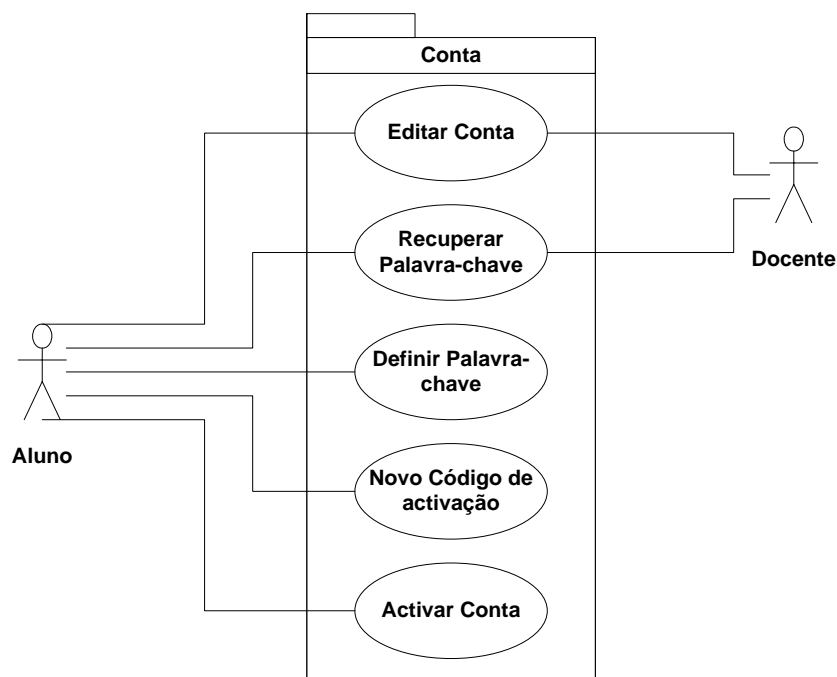 Conta
Editar Conta
Recuperar
Palavra-chave
Docente
Definir Palavra-
chave
Aluno
Novo Código de
activação
Activar Conta